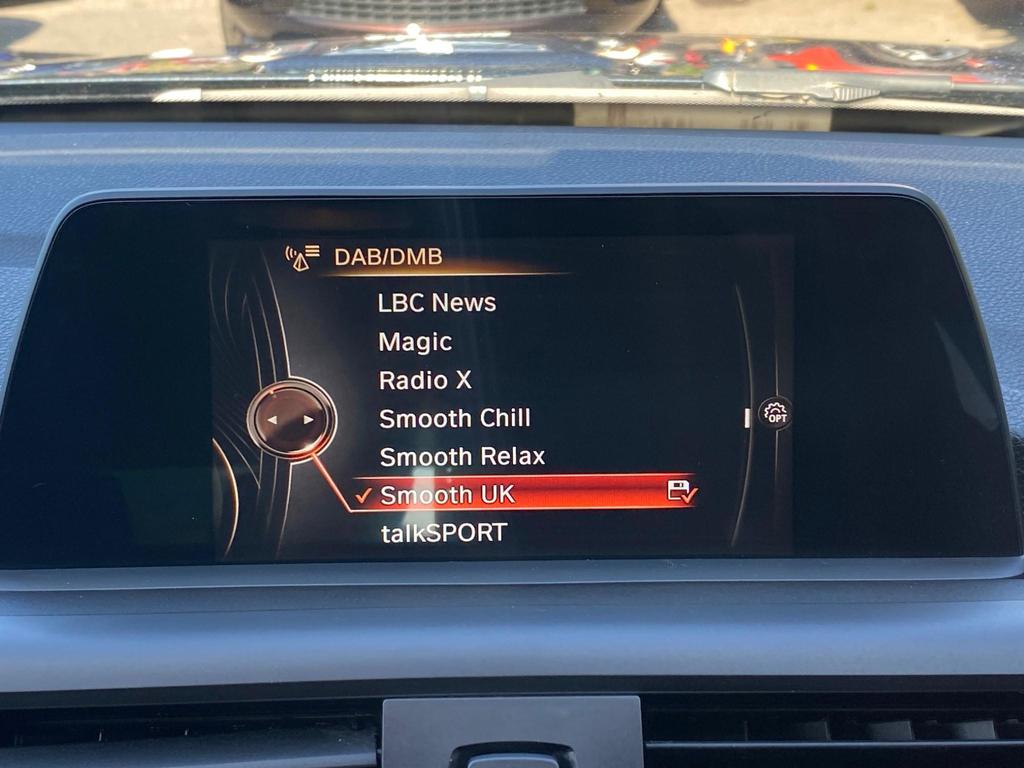 DAB/DMB
LBC News
Magic
Radio X
Smooth Chill
OPT
Smooth Relax
Smooth UK
talkSPORT